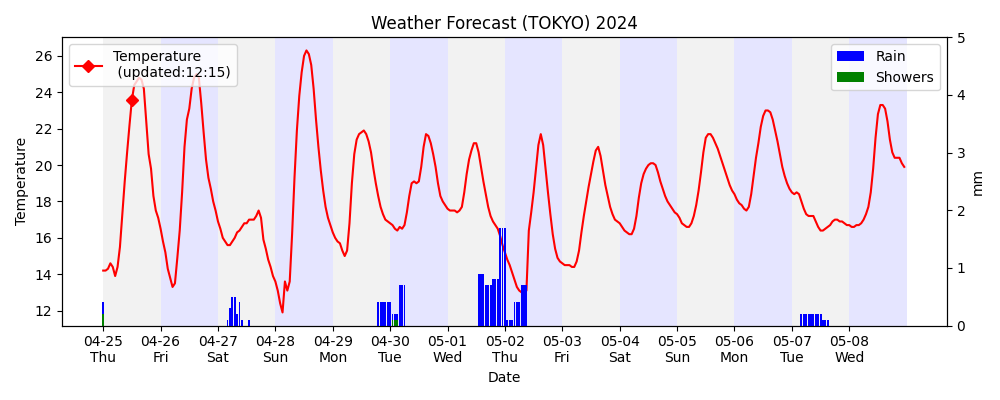 Weather Forecast (TOKYO) 2024
Temperature
(updated:12:15)
Rain
Showers
Temperature
26
24
22
20
18
16
14
12
5
4
3
2
1
0
mm
04-25 04-26 04-27 04-28 04-29 04-30 05-01 05-02 05-03 05-04 05-05 05-06 05-07 05-08
Thu Fri Sat Sun Mon Tue Wed Thu Fri Sat Sun Mon Tue Wed
Date